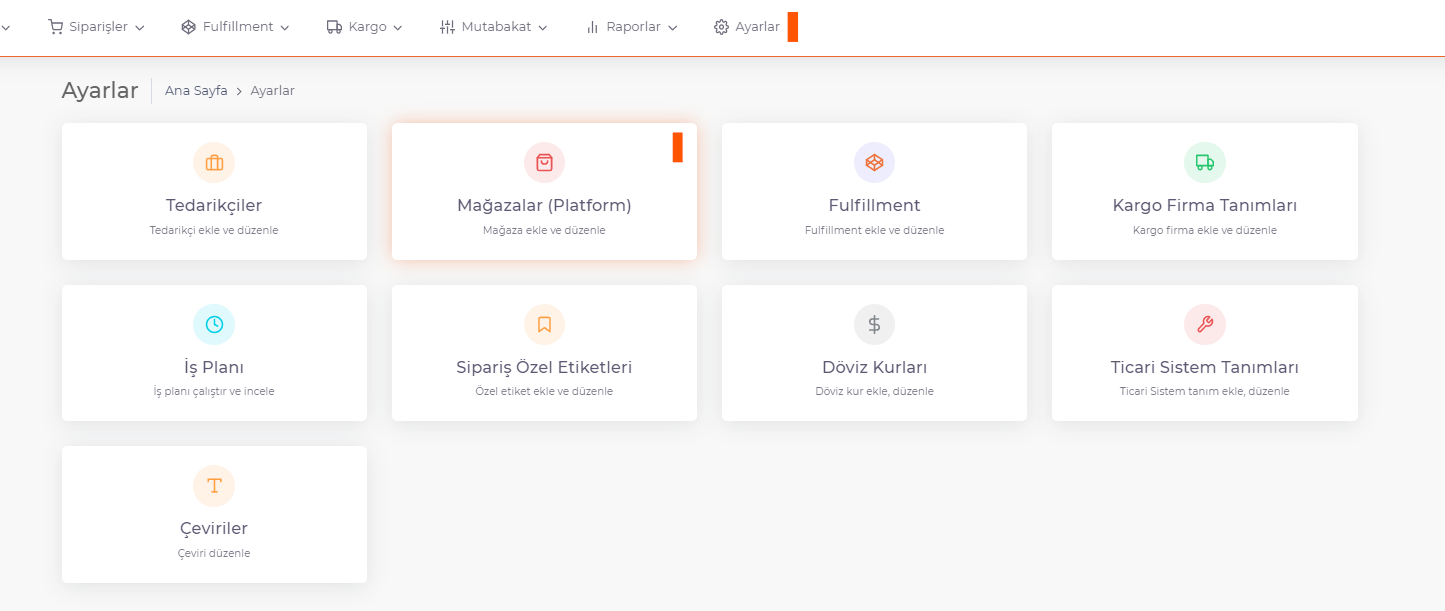 Siparişler
Fulfillment
Kargo
Mutabakat
Raporlar
Ayarlar
Ayarlar
Ana Sayfa > Ayarlar
Tedarikçiler
Tedarikçi ekle ve düzenle
Mağazalar (Platform)
Mağaza ekle ve düzenle
Fulfillment
Fulfillment ekle ve düzenle
Kargo Firma Tanımları
Kargo firma ekle ve düzenle
İş Planı
İş planı çalıştır ve incele
Sipariş Özel Etiketleri
Özel etiket ekle ve düzenle
Döviz Kurları
Döviz kur ekle, düzenle
Ticari Sistem Tanımları
Ticari Sistem tanım ekle, düzenle
Çeviriler
Çeviri düzenle